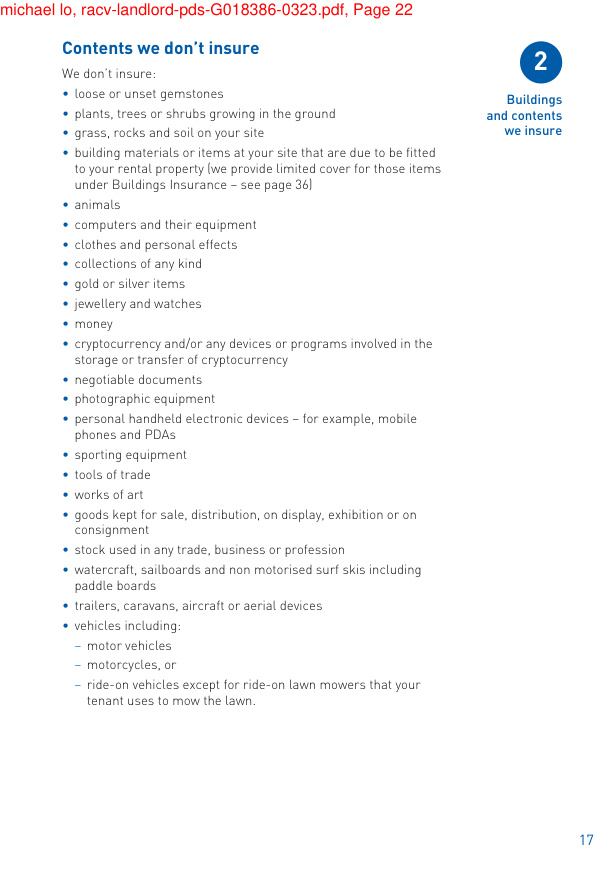 michael lo, racv-landlord-pds-G018386-0323.pdf, Page 22
Contents we don't insure
We don't insure:
• loose or unset gemstones
• plants, trees or shrubs growing in the ground
• grass, rocks and soil on your site
• building materials or items at your site that are due to be fitted
to your rental property (we provide limited cover for those items
under Buildings Insurance – see page 36)
• animals
• computers and their equipment
• clothes and personal effects
• collections of any kind
• gold or silver items
• jewellery and watches
• money
• cryptocurrency and/or any devices or programs involved in the
storage or transfer of cryptocurrency
• negotiable documents
• photographic equipment
• personal handheld electronic devices – for example, mobile
phones and PDAs
• sporting equipment
• tools of trade
• works of art
• goods kept for sale, distribution, on display, exhibition or on
consignment
• stock used in any trade, business or profession
• watercraft, sailboards and non motorised surf skis including
paddle boards
• trailers, caravans, aircraft or aerial devices
• vehicles including:
– motor vehicles
– motorcycles, or
– ride-on vehicles except for ride-on lawn mowers that your
tenant uses to mow the lawn.
2
Buildings
and contents
we insure
17